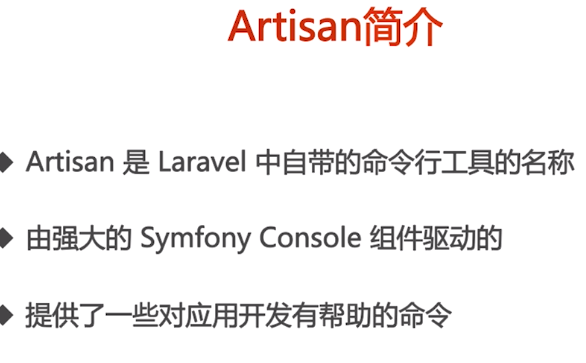 Artisan简介
Artisan 是 Laravel 中自带的命令行工具的名称
由强大的 Symfony Console 组件驱动的
提供了一些对应用开发有帮助的命令